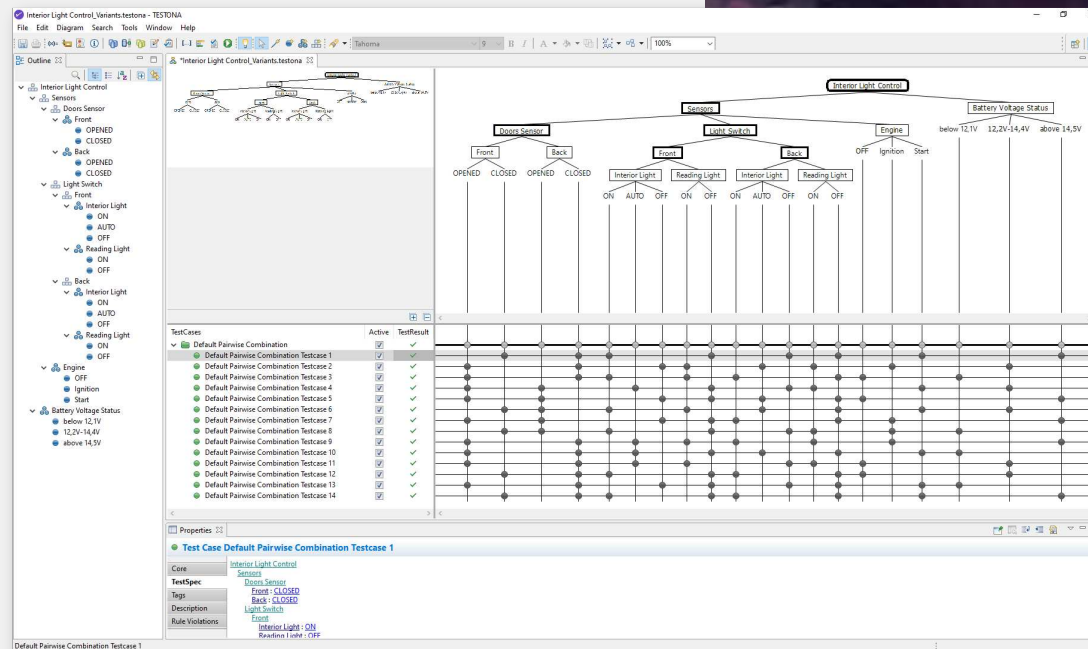 Interior Light Control_Variants.testona - TESTONA
File Edit Diagram Search Tools Window Help
Tahoma 9 B I A 100%
Outline
*Interior Light Control_Variants.testona
Interior Light Control
Sensors
Doors Sensor
Front
OPENED
CLOSED
Back
OPENED
CLOSED
Light Switch
Front
Interior Light
ON
AUTO
OFF
Reading Light
ON
OFF
Back
Interior Light
ON
AUTO
OFF
Reading Light
ON
OFF
Engine
OFF
Ignition
Start
Battery Voltage Status
below 12,1V
12,2V-14,4V
above 14,5V
Interior Light Control
Sensors Battery Voltage Status
Doors Sensor Light Switch Engine below 12,1V 12,2V-14,4V above 14,5V
Front Back Front Back OFF Ignition Start
OPENED CLOSED OPENED CLOSED Interior Light Reading Light Interior Light Reading Light
ON AUTO OFF ON OFF ON AUTO OFF ON OFF
TestCases Active TestResult
Default Pairwise Combination
Default Pairwise Combination Testcase 1
Default Pairwise Combination Testcase 2
Default Pairwise Combination Testcase 3
Default Pairwise Combination Testcase 4
Default Pairwise Combination Testcase 5
Default Pairwise Combination Testcase 6
Default Pairwise Combination Testcase 7
Default Pairwise Combination Testcase 8
Default Pairwise Combination Testcase 9
Default Pairwise Combination Testcase 10
Default Pairwise Combination Testcase 11
Default Pairwise Combination Testcase 12
Default Pairwise Combination Testcase 13
Default Pairwise Combination Testcase 14
Properties
Test Case Default Pairwise Combination Testcase 1
Core
TestSpec
Tags
Description
Rule Violations
Interior Light Control
Sensors
Doors Sensor
Front : CLOSED
Back : CLOSED
Light Switch
Front
Interior Light : ON
Reading Light : OFF
Default Pairwise Combination Testcase 1